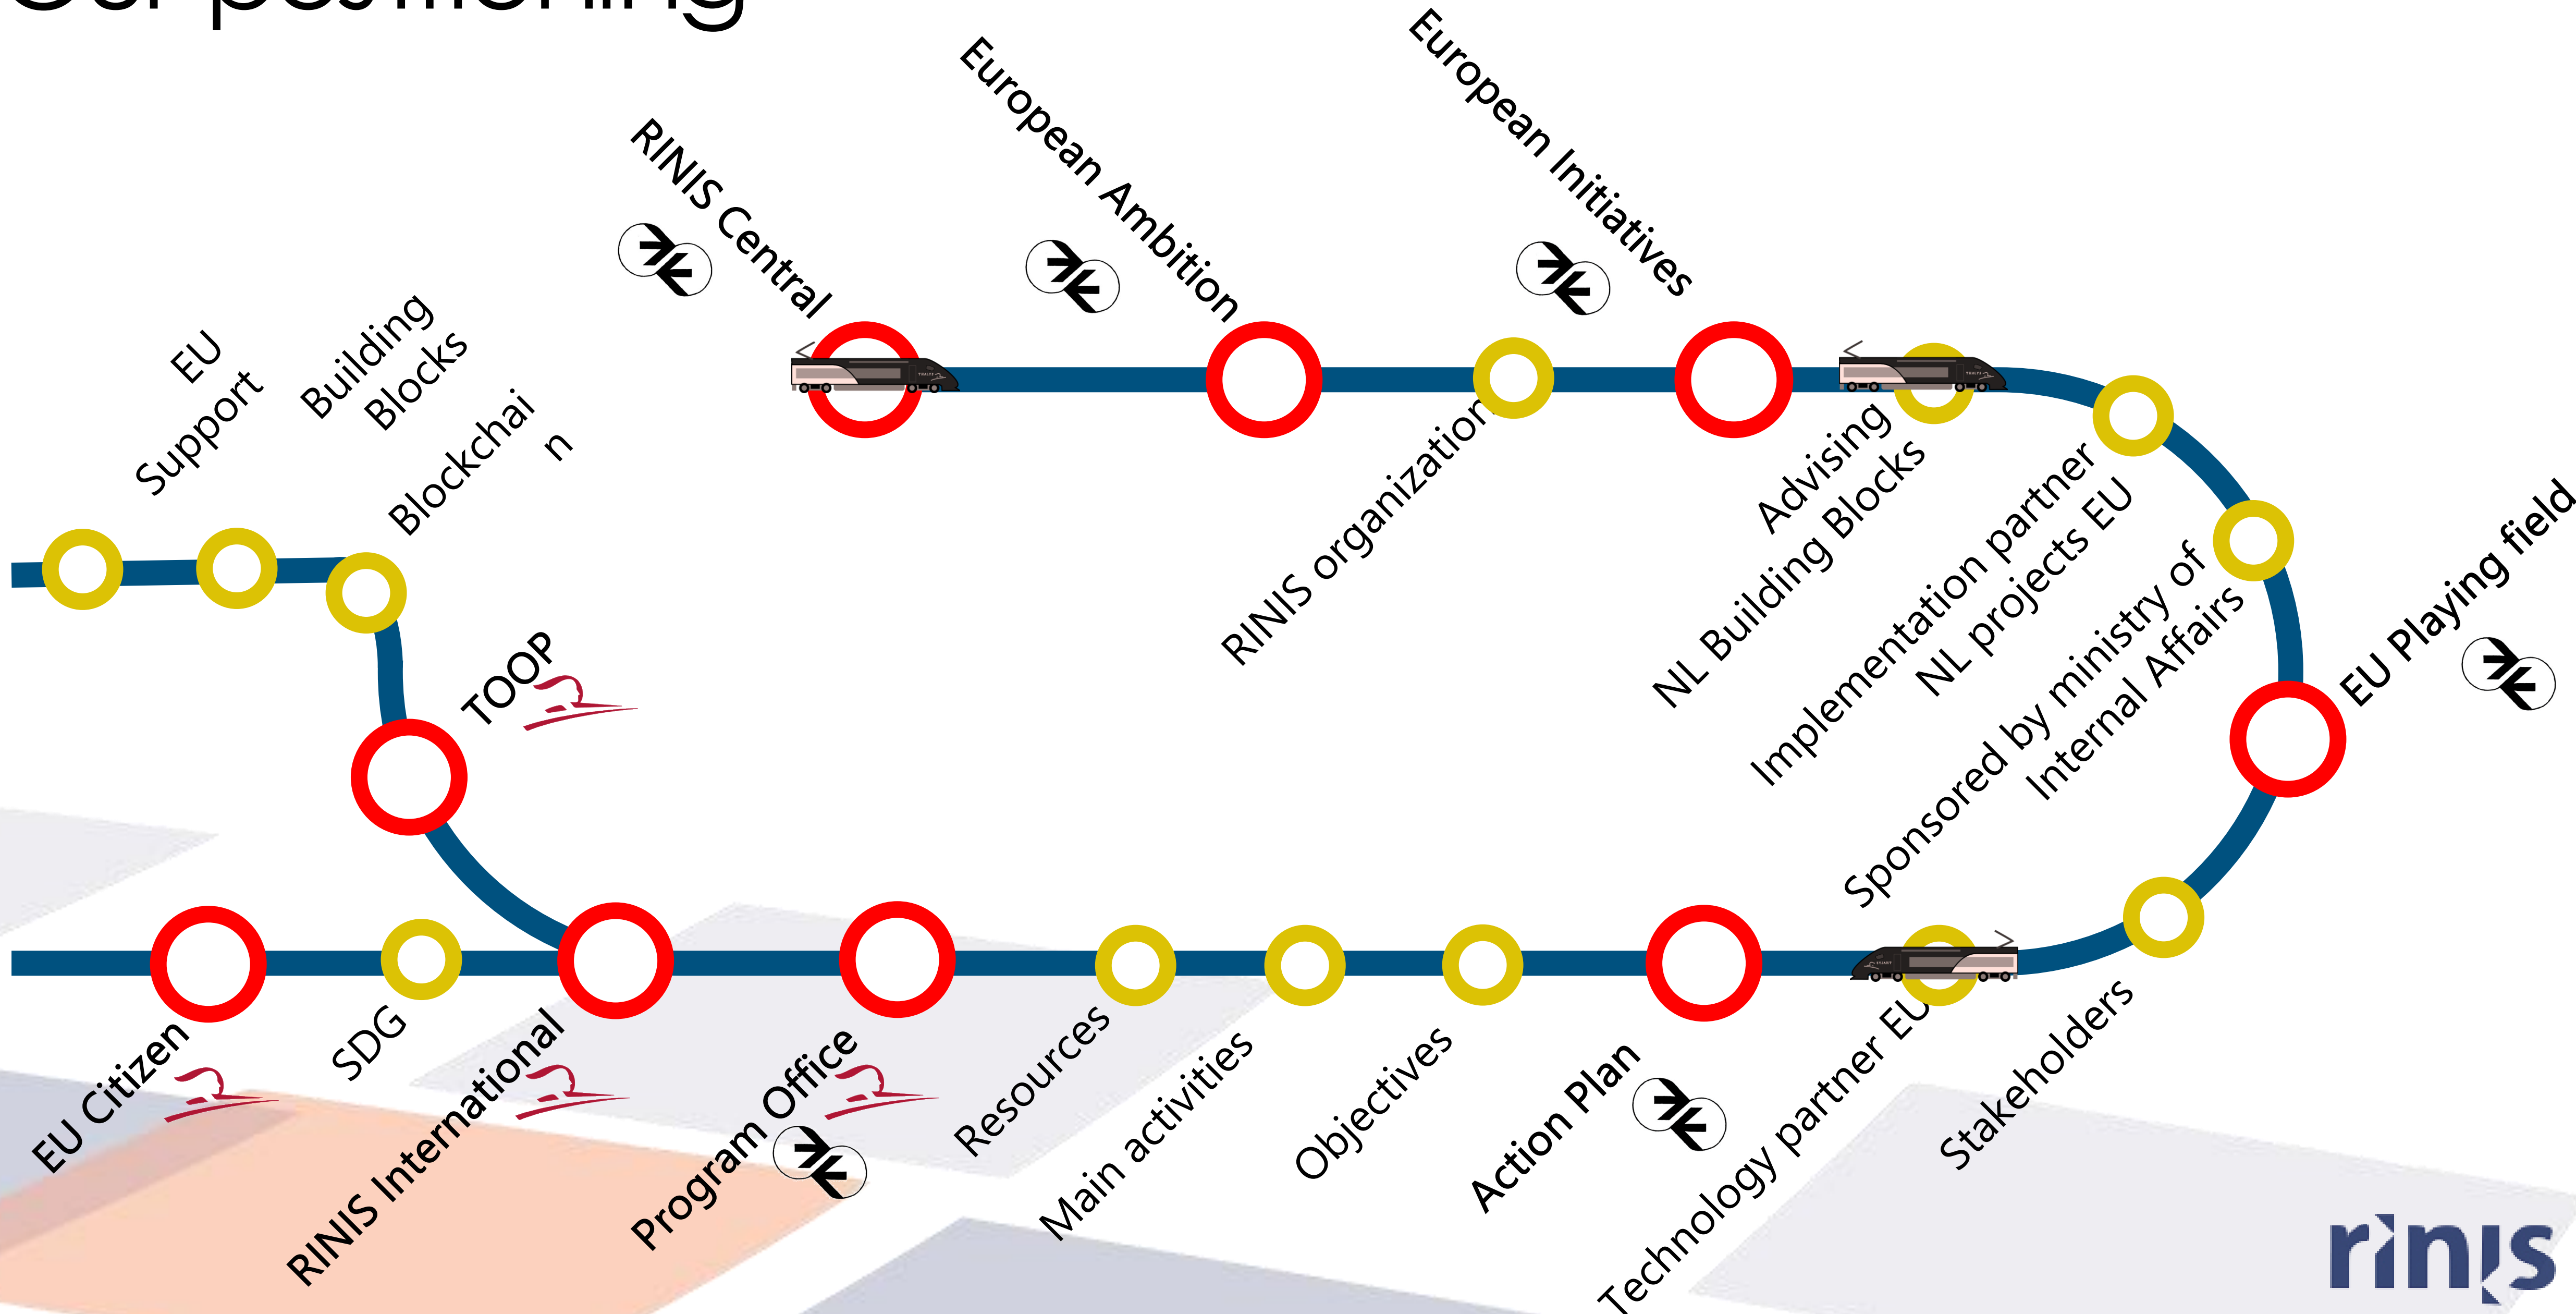 Our positioning
RINIS Central
European Ambition
European Initiatives
EU
Support
Building
Blocks
Blockchai
n
RINIS organization
Advising
NL Building Blocks
Implementation partner
NL projects EU
Sponsored by ministry of
Internal Affairs
EU Playing field
TOOP
EU Citizen
SDG
RINIS International
Program Office
Resources
Main activities
Objectives
Action Plan
Technology partner EU
Stakeholders
rinis